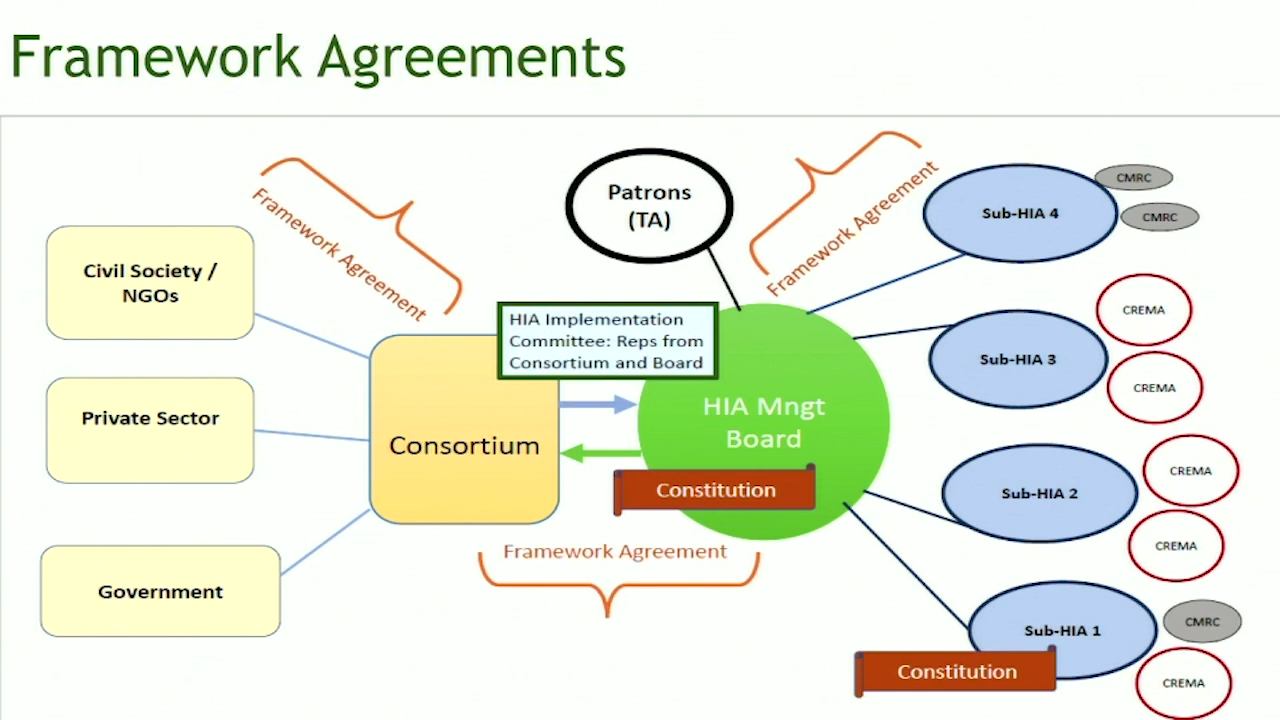 Framework Agreements
Framework Agreement
Patrons
(TA)
Framework Agreement
Sub-HIA 4
CMRC
CMRC
Civil Society /
NGOs
HIA Implementation
Committee: Reps from
Consortium and Board
Sub-HIA 3
CREMA
CREMA
Private Sector
Consortium
HIA Mngt
Board
Constitution
Sub-HIA 2
CREMA
CREMA
Framework Agreement
Government
Sub-HIA 1
CMRC
CREMA
Constitution